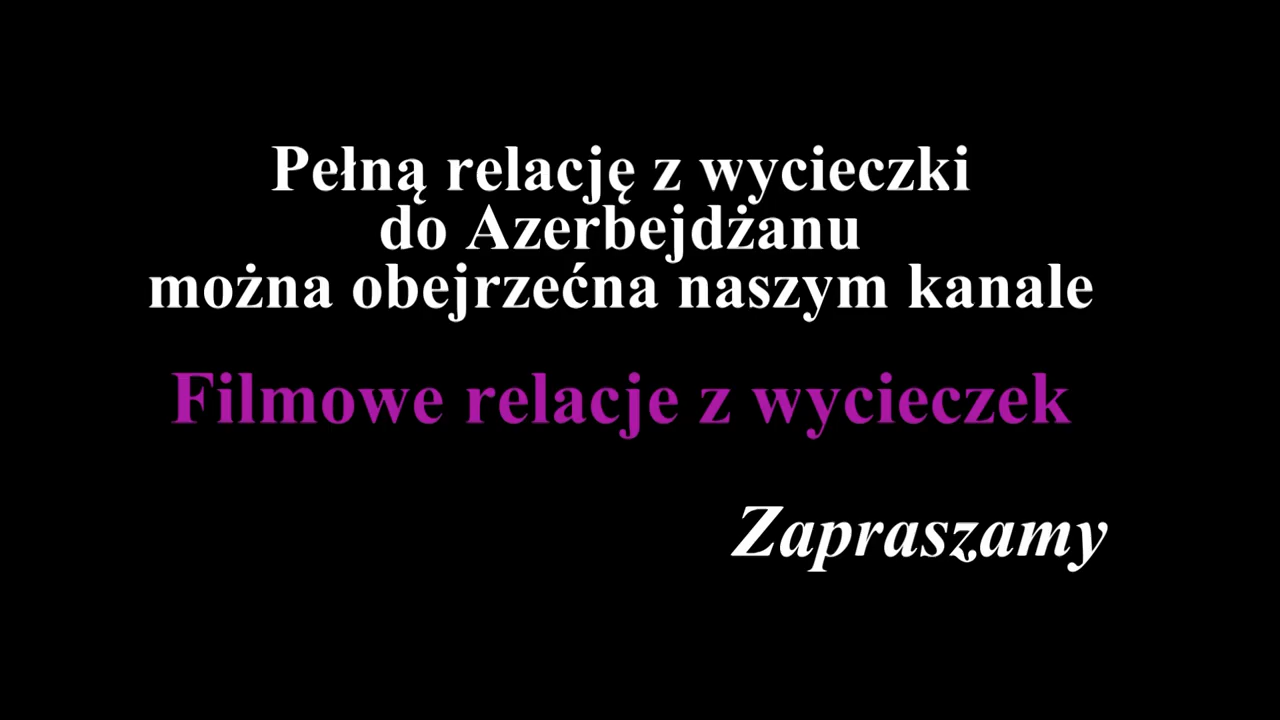 Pełną relację z wycieczki
do Azerbejdżanu
można obejrzećna naszym kanale
Filmowe relacje z wycieczek
Zapraszamy